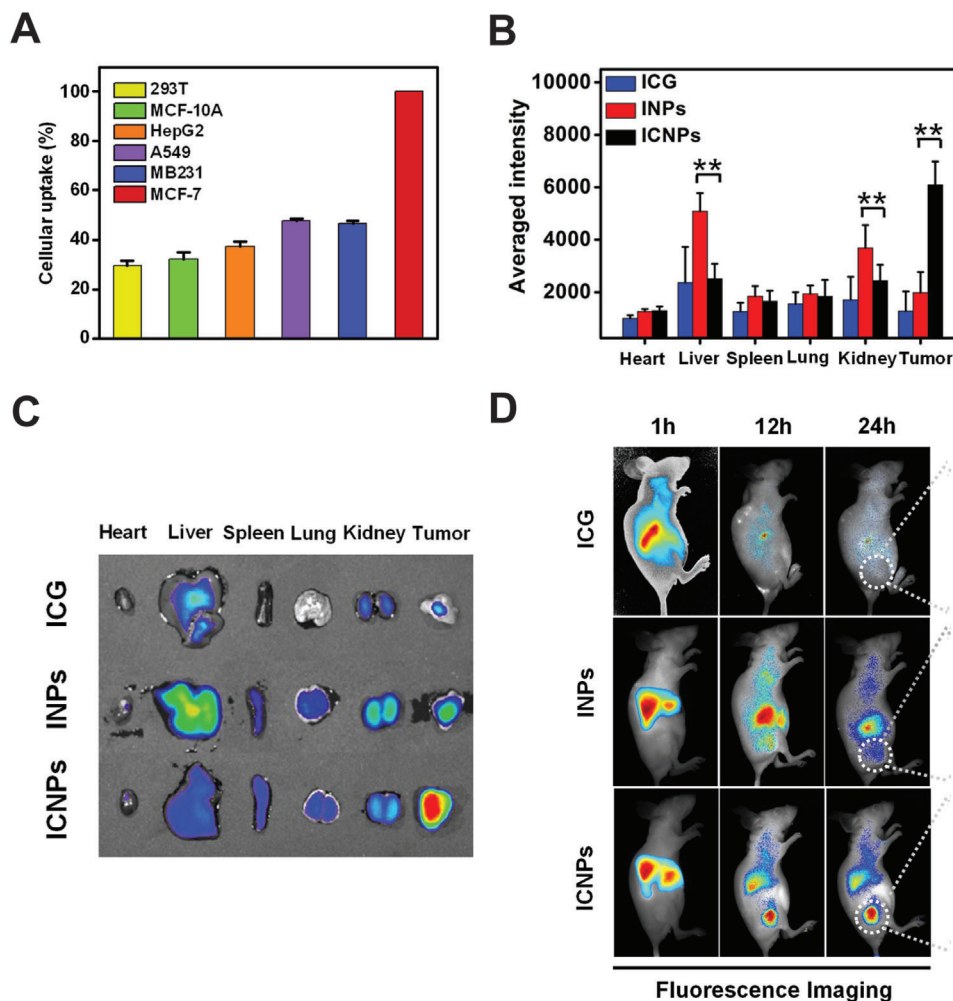 A
Cellular uptake (%)
100
80
60
40
20
0
293T
MCF-10A
HepG2
A549
MB231
MCF-7
B
Averaged intensity
10000
8000
6000
4000
2000
ICG
INPs
ICNPs
**
**
**
Heart Liver Spleen Lung Kidney Tumor
C
Heart Liver Spleen Lung Kidney Tumor
ICG
INPs
ICNPs
D
1h 12h 24h
ICG
INPs
ICNPs
Fluorescence Imaging